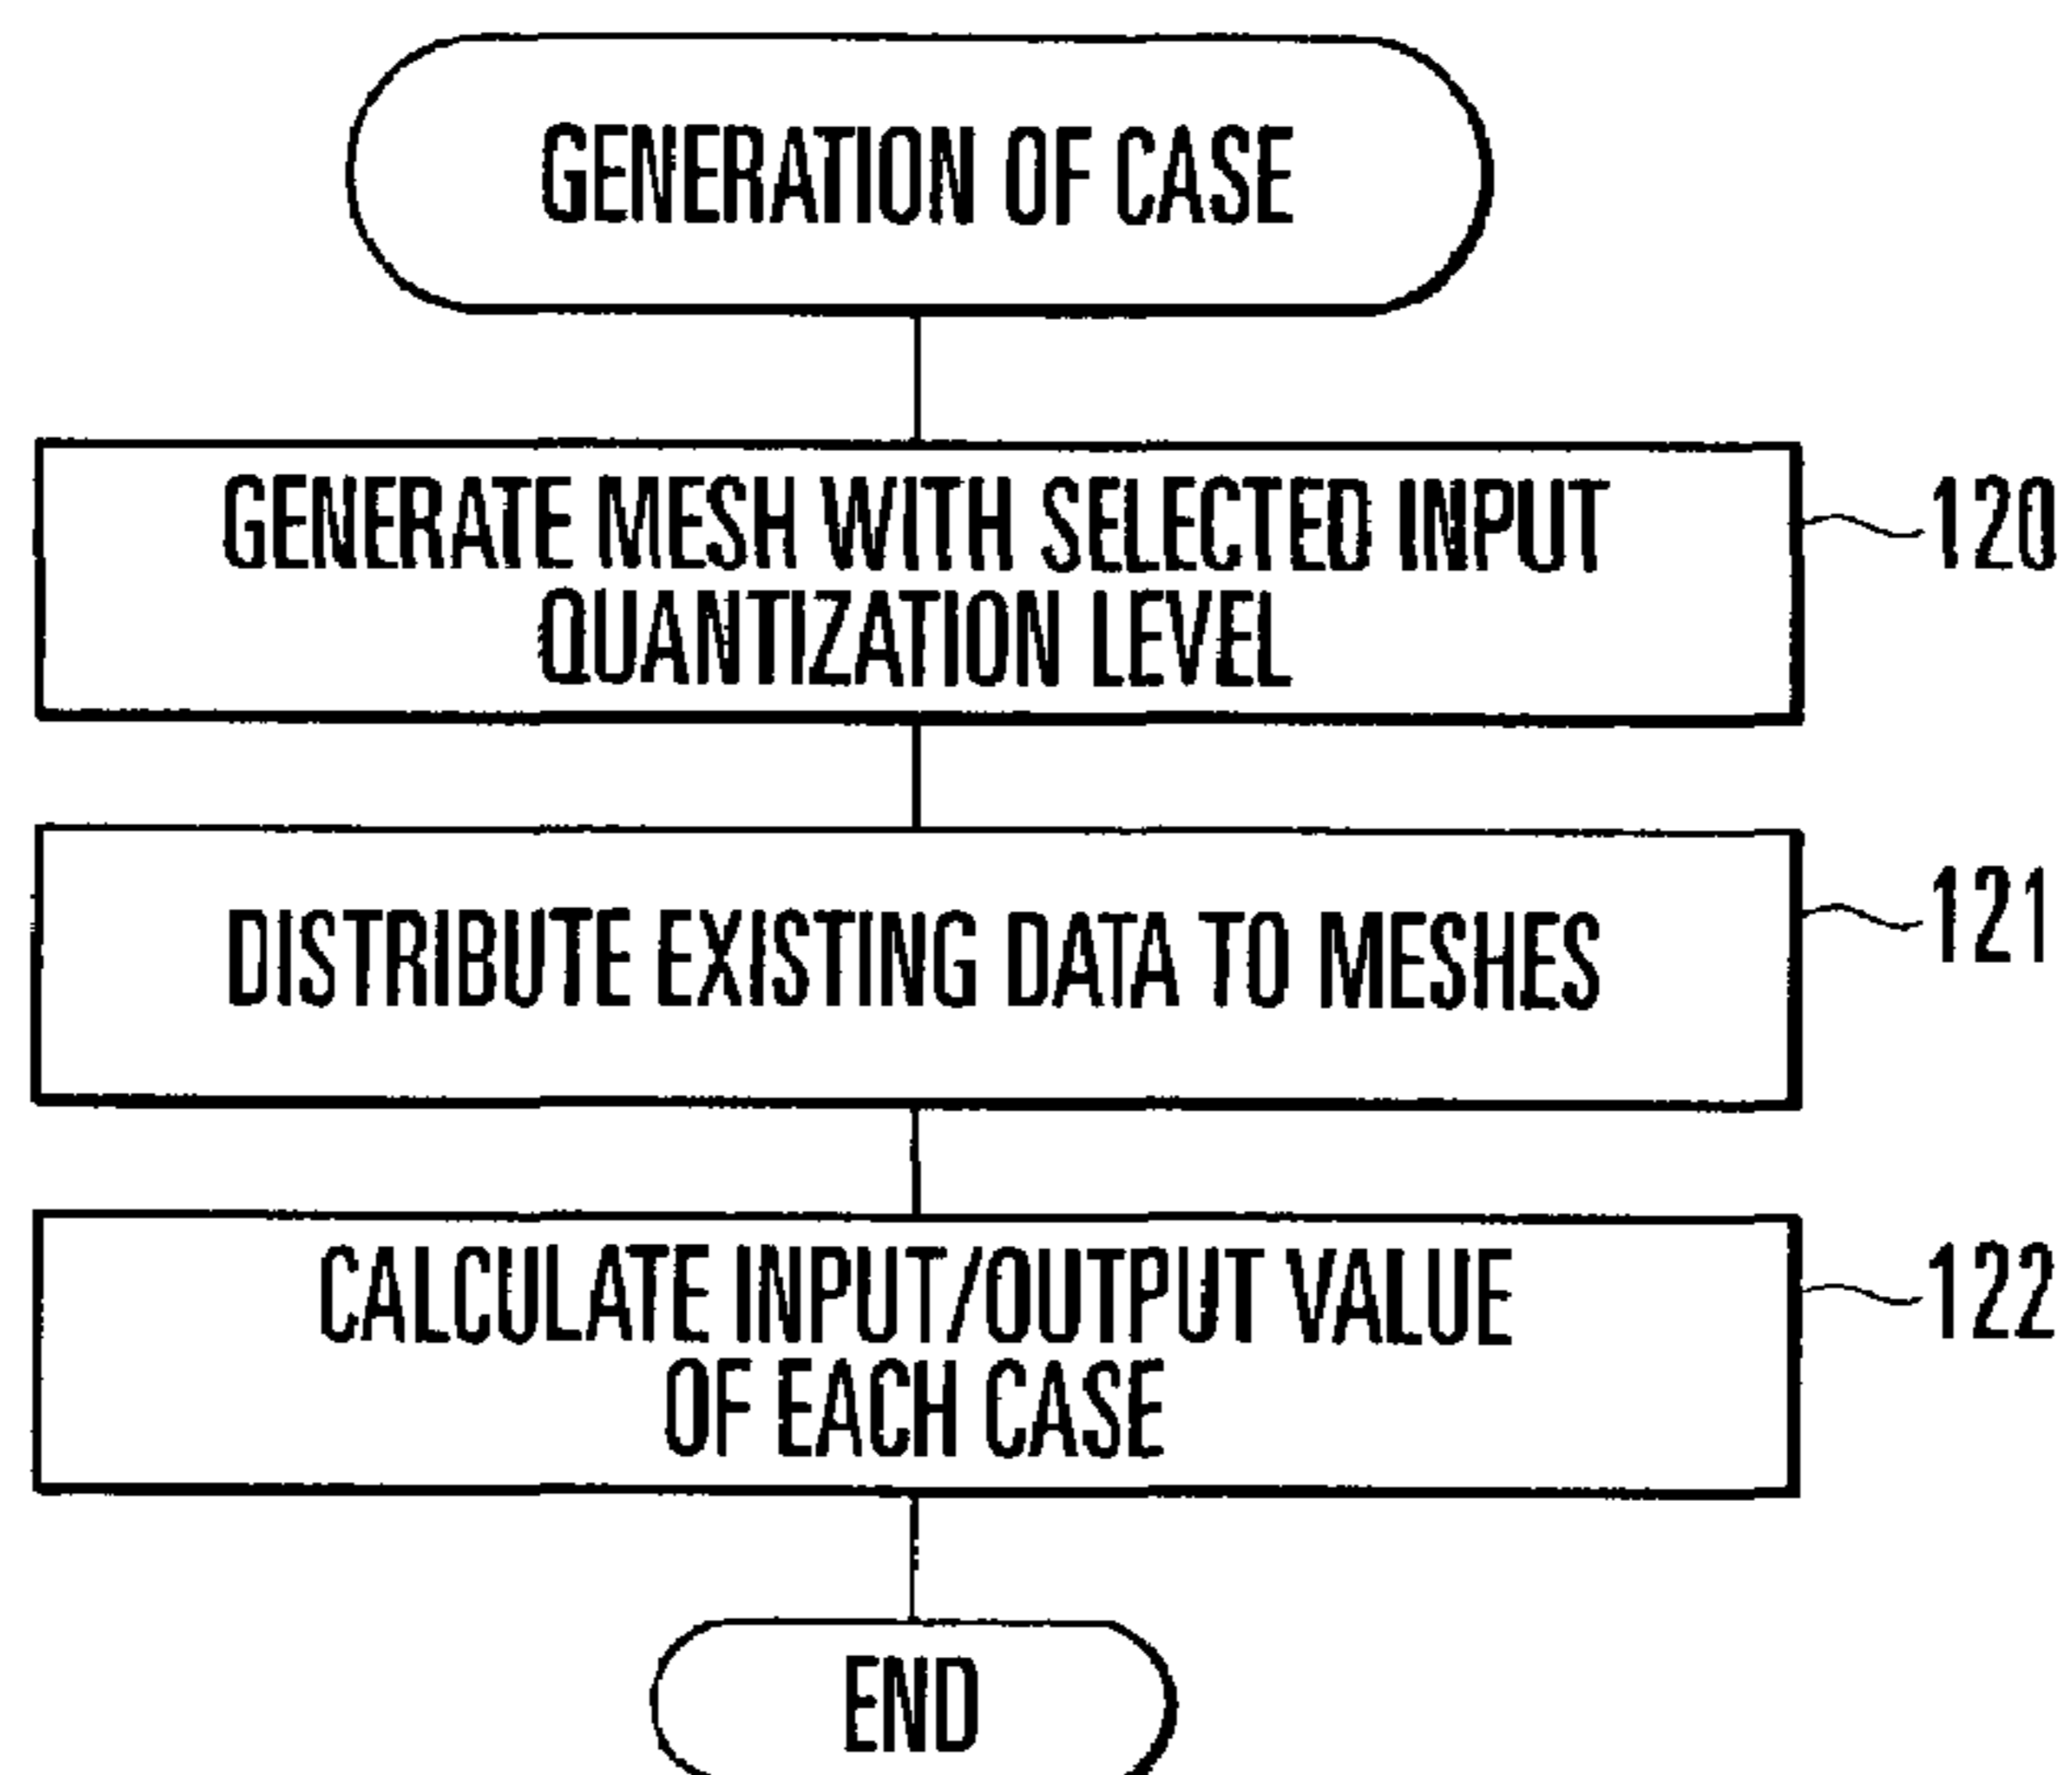 GENERATION OF CASE
GENERATE MESH WITH SELECTED INPUT
QUANTIZATION LEVEL
120
DISTRIBUTE EXISTING DATA TO MESHES
121
CALCULATE INPUT/OUTPUT VALUE
OF EACH CASE
122
END